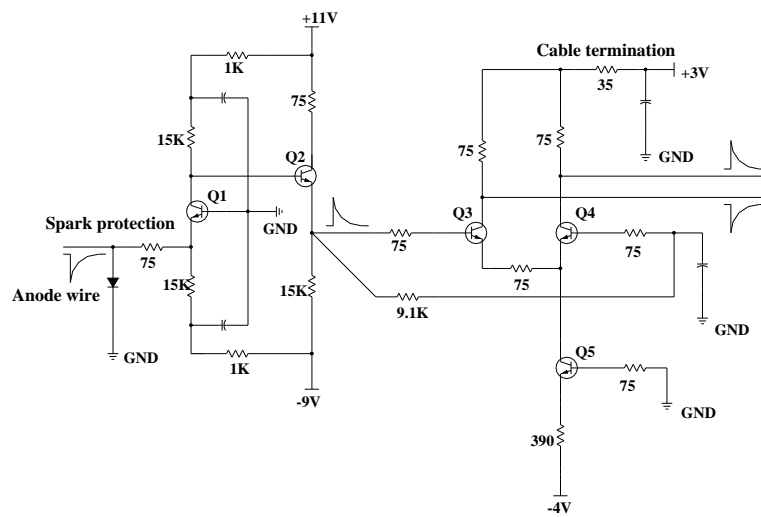 +11V
1K
75
15K
Q2
Q1
GND
Spark protection
75
Anode wire
15K
GND
1K
15K
-9V
Cable termination
35
+3V
75
75
GND
Q3
Q4
75
75
75
9.1K
GND
Q5
75
GND
390
-4V